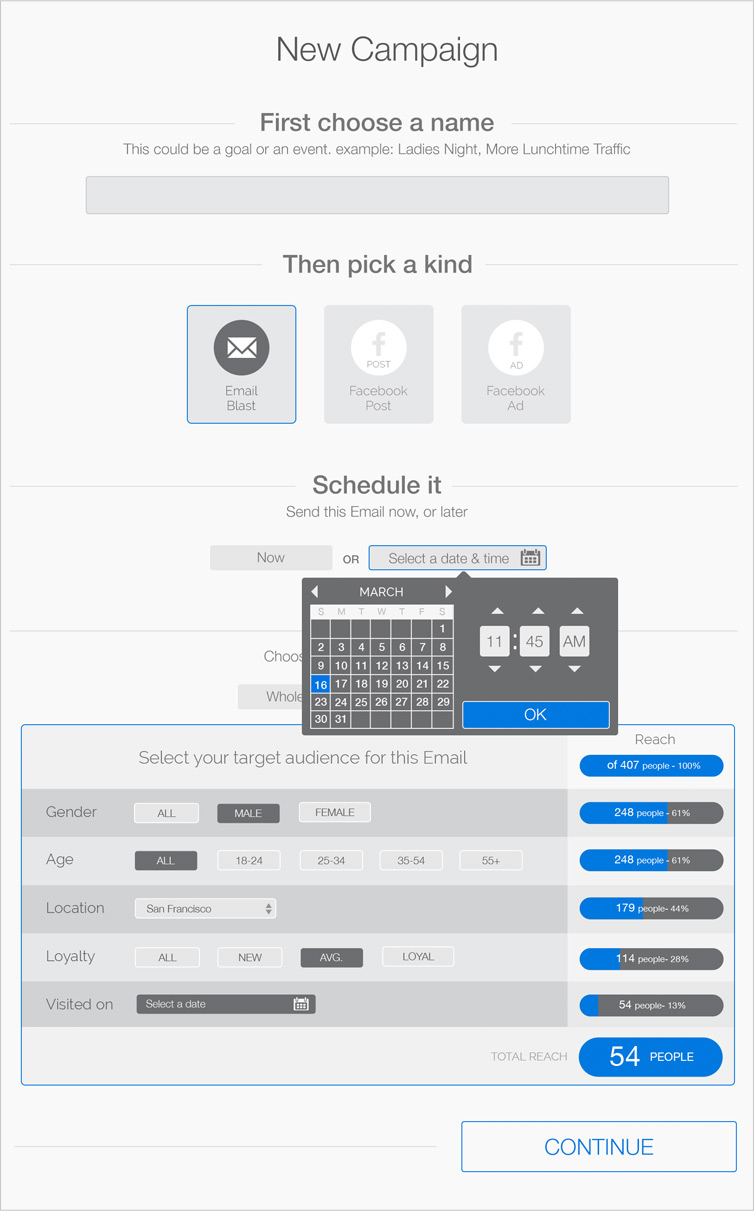 New Campaign
First choose a name
This could be a goal or an event. example: Ladies Night, More Lunchtime Traffic
Then pick a kind
Email
Blast
POST
Facebook
Post
AD
Facebook
Ad
Schedule it
Send this Email now, or later
Now OR Select a date & time
MARCH
S M T W T F S
1
2 3 4 5 6 7 8
9 10 11 12 13 14 15
16 17 18 19 20 21 22
23 24 25 26 27 28 29
30 31
11 : 45 AM
OK
Choos
Whole
Select your target audience for this Email
Reach
of 407 people - 100%
Gender ALL MALE FEMALE 248 people - 61%
Age ALL 18-24 25-34 35-54 55+ 248 people - 61%
Location San Francisco 179 people- 44%
Loyalty ALL NEW AVG. LOYAL 114 people- 28%
Visited on Select a date 54 people- 13%
TOTAL REACH 54 PEOPLE
CONTINUE